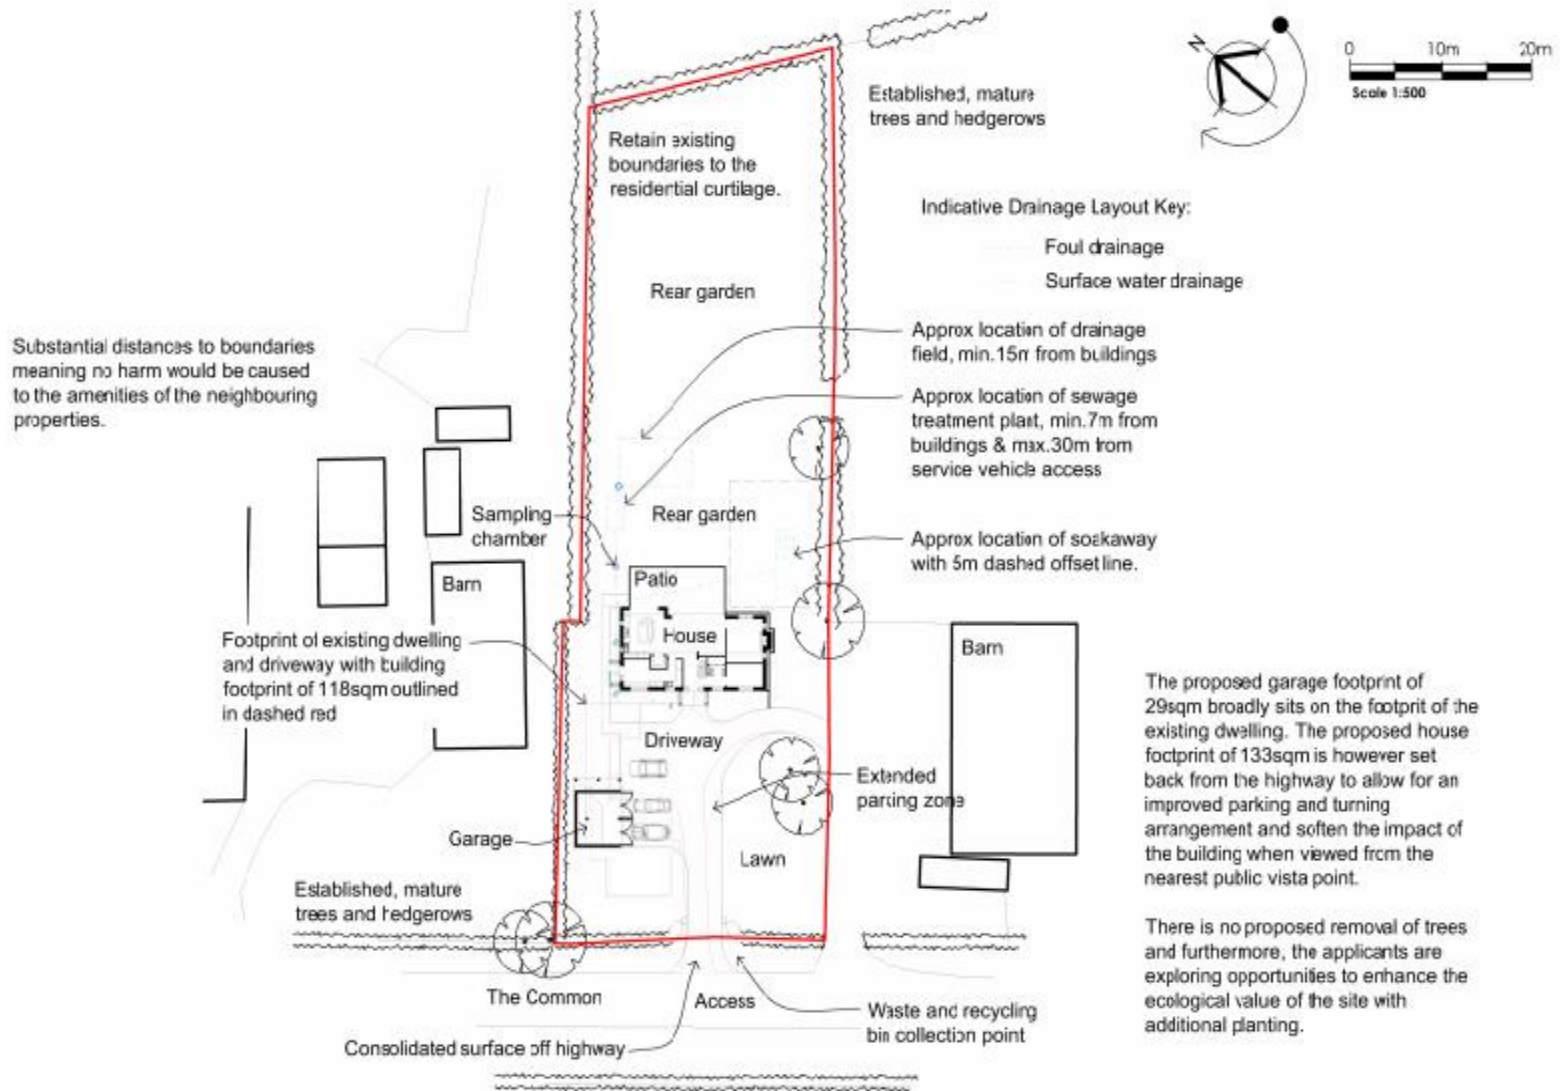 N
0 10m 20m
Scale 1:500
Established, mature
trees and hedgerows
Retain existing
boundaries to the
residential curtilage.
Indicative Drainage Layout Key:
Foul drainage
Surface water drainage
Rear garden
Approx location of drainage
field, min.15m from buildings
Substantial distances to boundaries
meaning no harm would be caused
to the amenities of the neighbouring
properties.
Approx location of sewage
treatment plant, min.7m from
buildings & max.30m from
service vehicle access
Sampling
chamber
Rear garden
Approx location of soakaway
with 5m dashed offset line.
Barn
Patio
House
Footprint of existing dwelling
and driveway with building
footprint of 118sqm outlined
in dashed red
Barn
The proposed garage footprint of
29sqm broadly sits on the footprit of the
existing dwelling. The proposed house
footprint of 133sqm is however set
back from the highway to allow for an
improved parking and turning
arrangement and soften the impact of
the building when viewed from the
nearest public vista point.
Driveway
Extended
parking zone
Garage
Lawn
Established, mature
trees and hedgerows
There is no proposed removal of trees
and furthermore, the applicants are
exploring opportunities to enhance the
ecological value of the site with
additional planting.
The Common
Access
Waste and recycling
bin collection point
Consolidated surface off highway